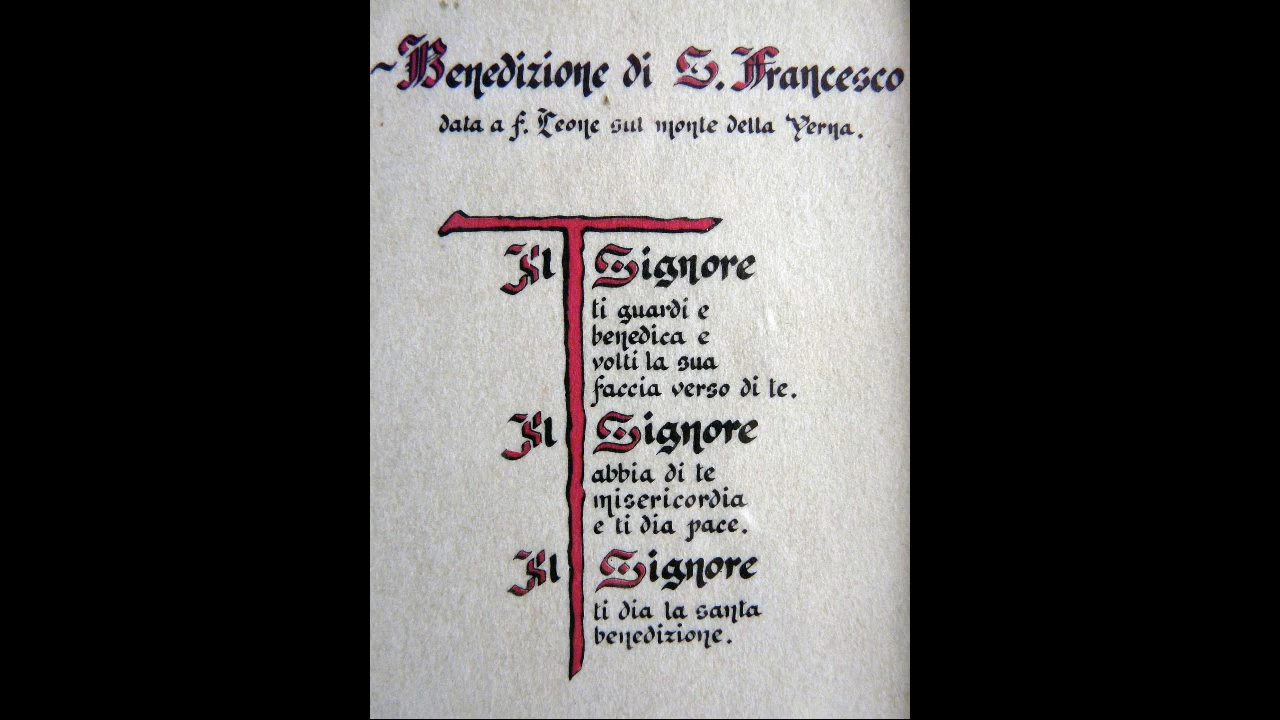 ~Benedizione di S. Francesco
data a f. Leone sul monte della Verna.
Il Signore
ti guardi e
benedica e
volti la sua
faccia verso di te.
Il Signore
abbia di te
misericordia
e ti dia pace.
Il Signore
ti dia la santa
benedizione.